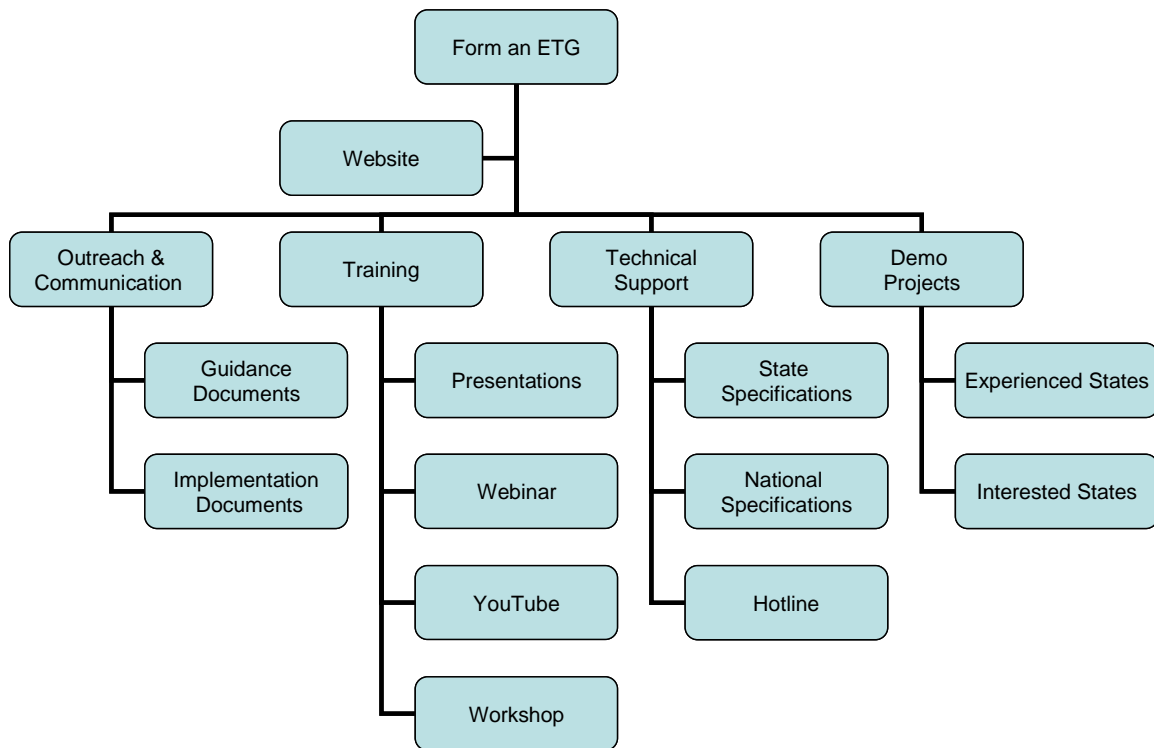 Form an ETG
Website
Outreach &
Communication
Training
Technical
Support
Demo
Projects
Guidance
Documents
Presentations
State
Specifications
Experienced States
Implementation
Documents
Webinar
National
Specifications
Interested States
YouTube
Hotline
Workshop